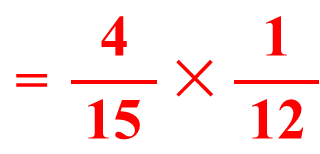 = 4/15 × 1/12